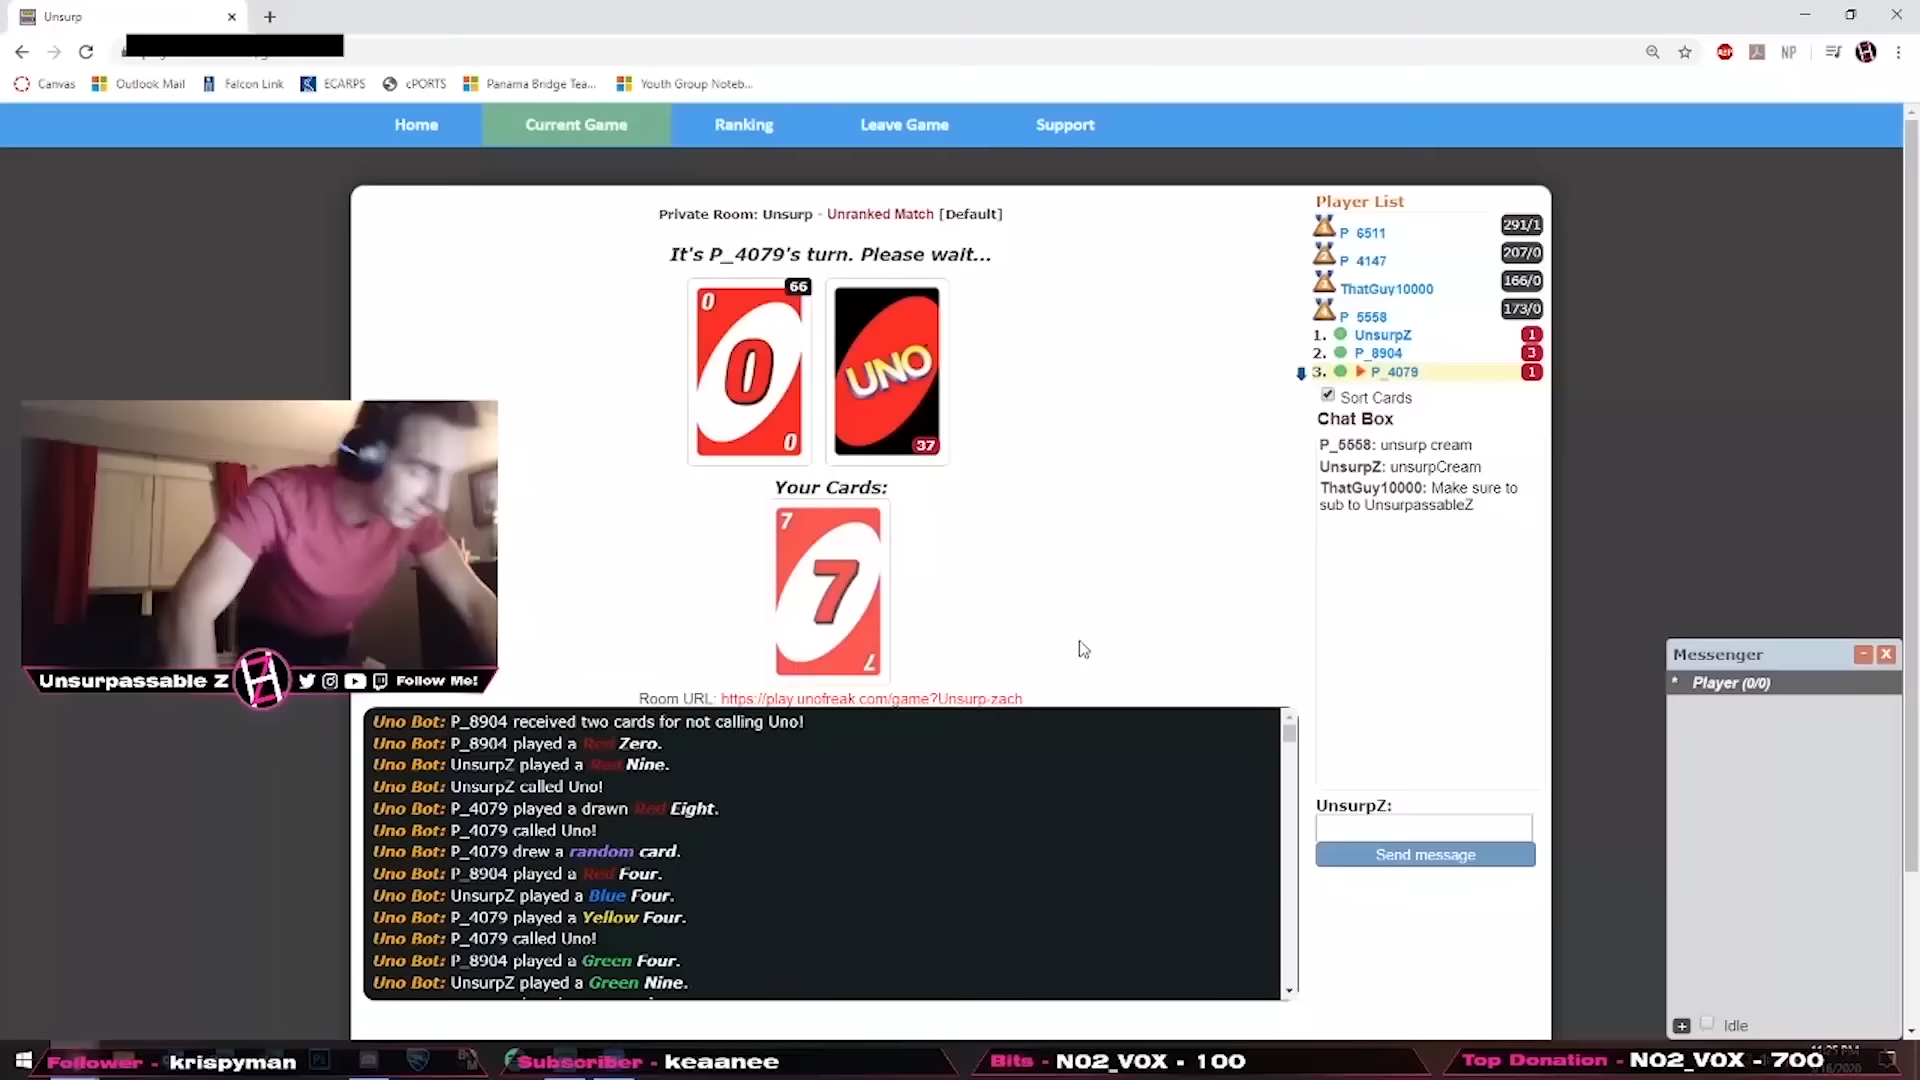 Unsurp
Canvas
Outlook Mail
Falcon Link
ECARPS
cPORTS
Panama Bridge Tea...
Youth Group Noteb...
NP
Home
Current Game
Ranking
Leave Game
Support
Private Room: Unsurp - Unranked Match [Default]
It's P_4079's turn. Please wait...
0
66
0
0
UNO
37
Your Cards:
7
7
7
Room URL: https://play.unofreak.com/game?Unsurp-zach
Player List
P_6511 291/1
P_4147 207/0
ThatGuy10000 166/0
P_5558 173/0
1. UnsurpZ 1
2. P_8904 3
3. P_4079 1
Sort Cards
Chat Box
P_5558: unsurp cream
UnsurpZ: unsurpCream
ThatGuy10000: Make sure to
sub to UnsurpassableZ
UnsurpZ:
Send message
Messenger
* Player (0/0)
Idle
Unsurpassable Z
Follow Me!
Uno Bot: P_8904 received two cards for not calling Uno!
Uno Bot: P_8904 played a Red Zero.
Uno Bot: UnsurpZ played a Red Nine.
Uno Bot: UnsurpZ called Uno!
Uno Bot: P_4079 played a drawn Red Eight.
Uno Bot: P_4079 called Uno!
Uno Bot: P_4079 drew a random card.
Uno Bot: P_8904 played a Red Four.
Uno Bot: UnsurpZ played a Blue Four.
Uno Bot: P_4079 played a Yellow Four.
Uno Bot: P_4079 called Uno!
Uno Bot: P_8904 played a Green Four.
Uno Bot: UnsurpZ played a Green Nine.
Follower - krispyman
Subscriber - keaanee
Bits - NO2_VOX - 100
Top Donation - NO2_VOX - 700